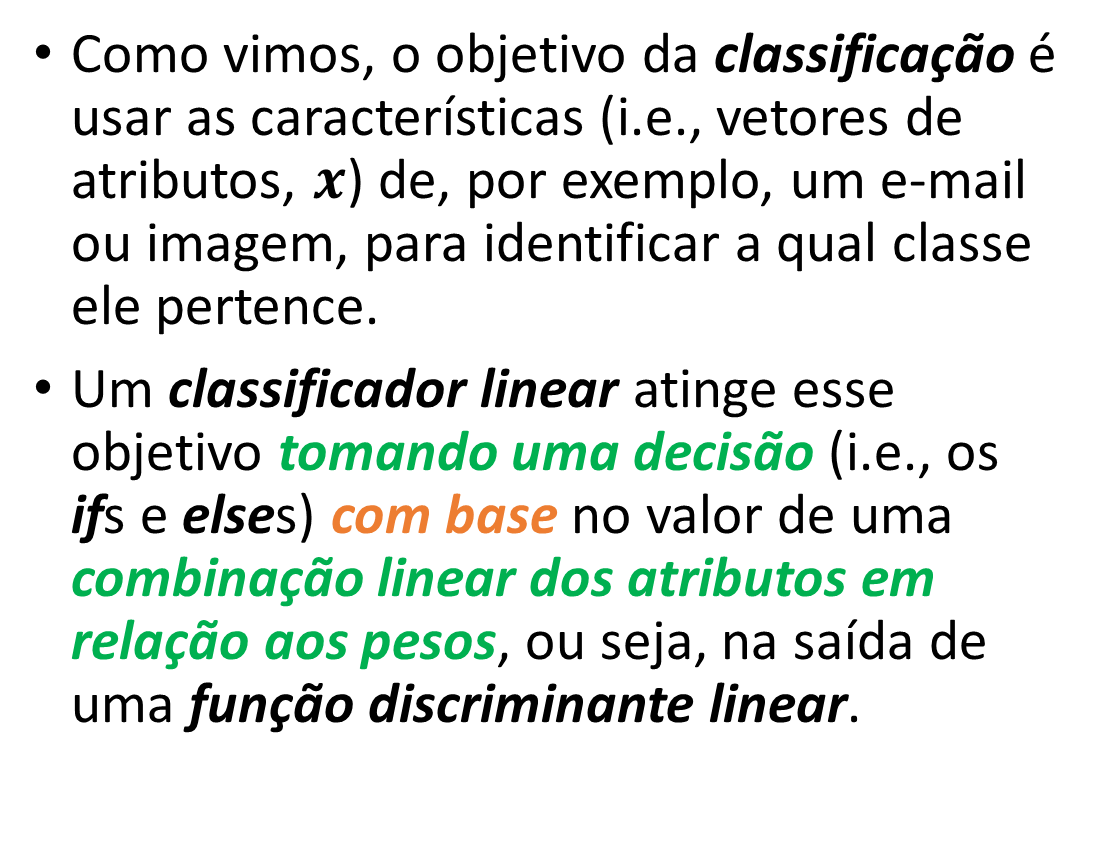 • Como vimos, o objetivo da classificação é
usar as características (i.e., vetores de
atributos, x) de, por exemplo, um e-mail
ou imagem, para identificar a qual classe
ele pertence.
• Um classificador linear atinge esse
objetivo tomando uma decisão (i.e., os
ifs e elses) com base no valor de uma
combinação linear dos atributos em
relação aos pesos, ou seja, na saída de
uma função discriminante linear.